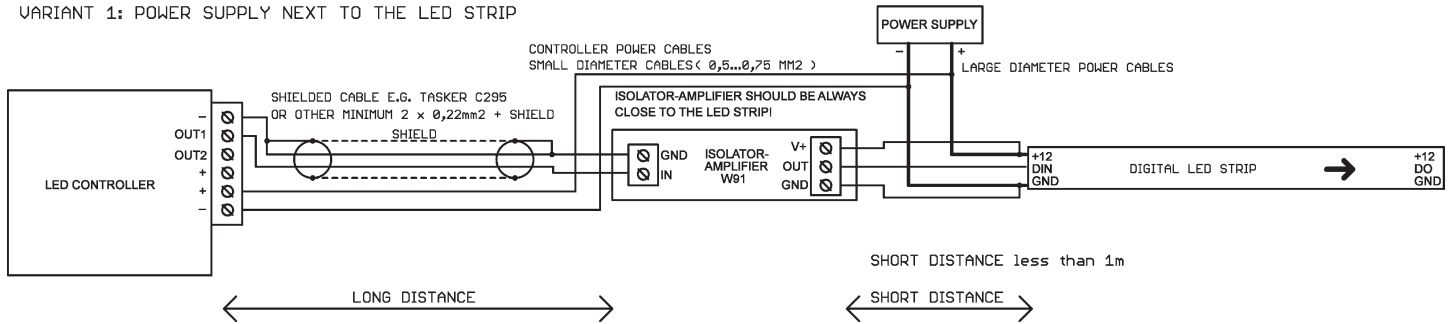 VARIANT 1: POWER SUPPLY NEXT TO THE LED STRIP
POWER SUPPLY
−
+
CONTROLLER POWER CABLES
SMALL DIAMETER CABLES( 0,5...0,75 MM2 )
LARGE DIAMETER POWER CABLES
SHIELDED CABLE E.G. TASKER C295
OR OTHER MINIMUM 2 x 0,22mm2 + SHIELD
SHIELD
ISOLATOR-AMPLIFIER SHOULD BE ALWAYS
CLOSE TO THE LED STRIP!
LED CONTROLLER
−
OUT1
OUT2
+
+
−
GND
IN
ISOLATOR-
AMPLIFIER
W91
V+
OUT
GND
+12
DIN
GND
DIGITAL LED STRIP
+12
DO
GND
SHORT DISTANCE less than 1m
LONG DISTANCE
SHORT DISTANCE